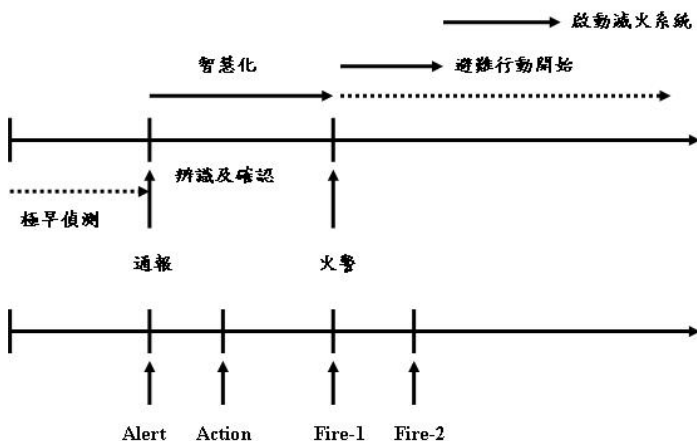 啟動滅火系統
智慧化
避難行動開始
辨識及確認
極早偵測
通報
火警
Alert Action Fire-1 Fire-2